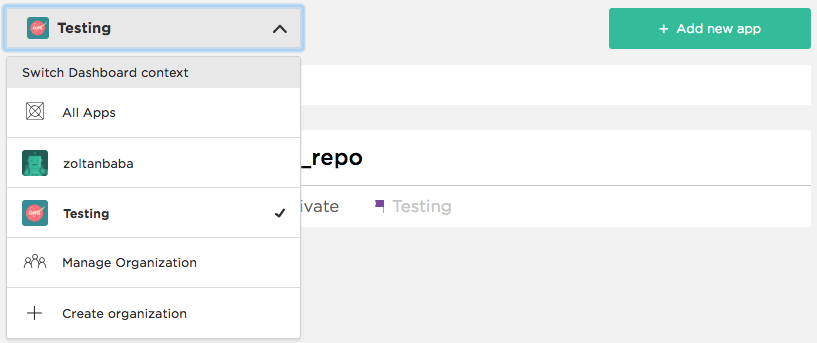 Testing
+ Add new app
Switch Dashboard context
All Apps
zoltanbaba
_repo
Testing
ivate
Testing
Manage Organization
Create organization